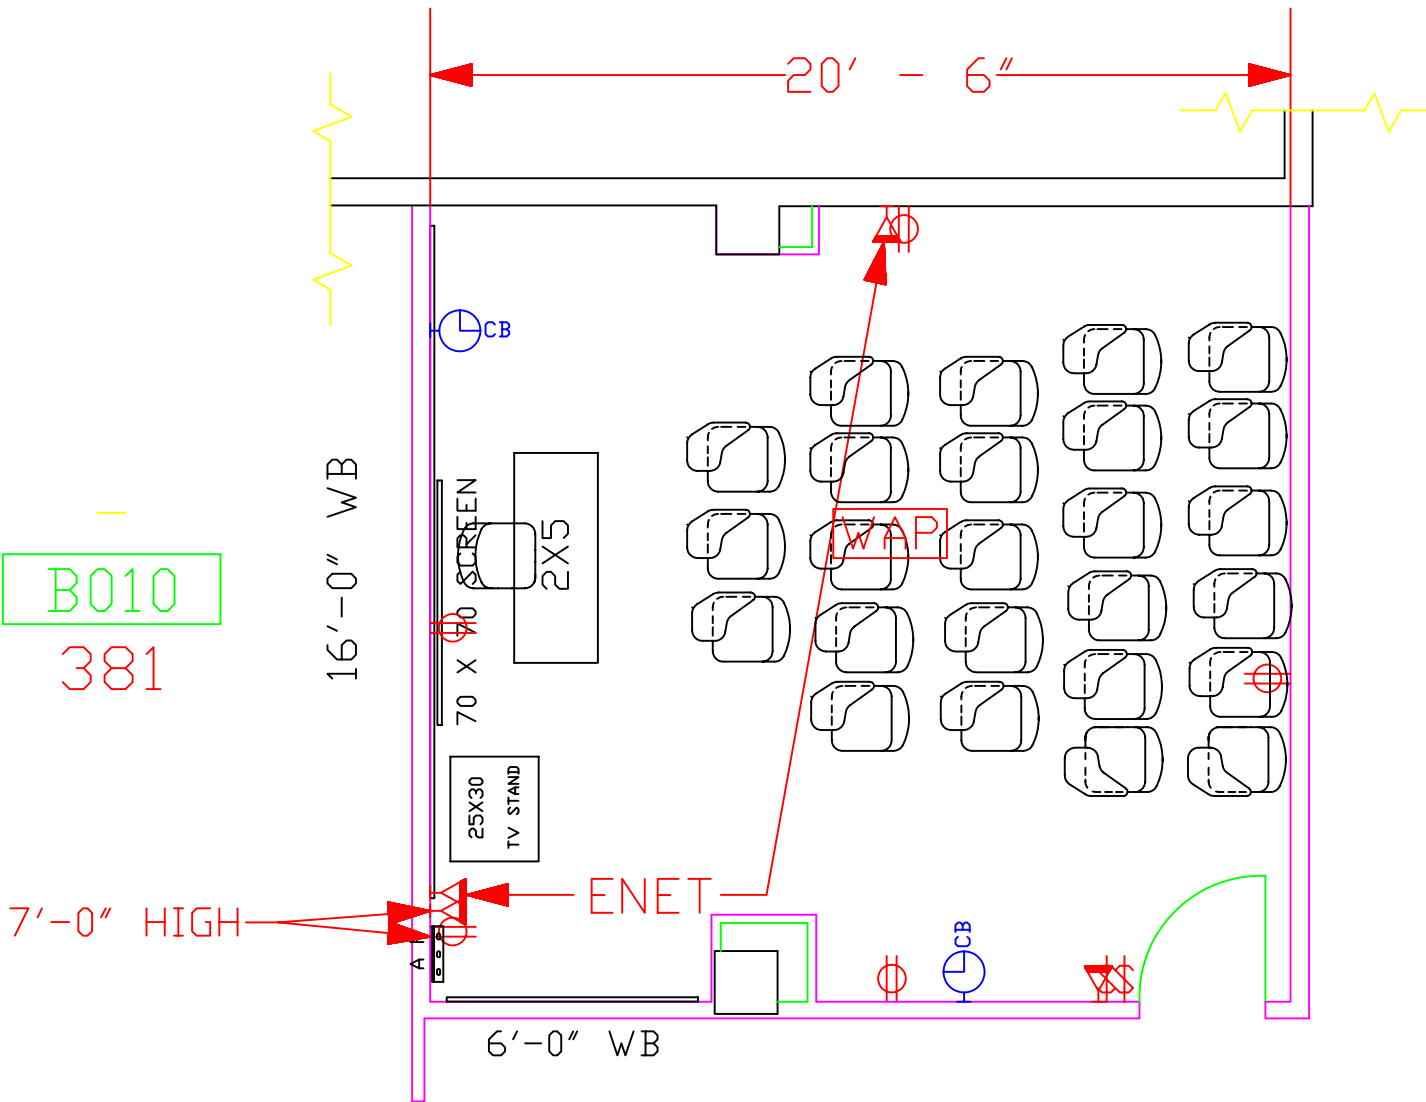 20' - 6"
CB
16'-0" WB
70 X 70 SCREEN
2X5
WAP
B010
381
25X30
TV STAND
ENET
7'-0" HIGH
CB
6'-0" WB